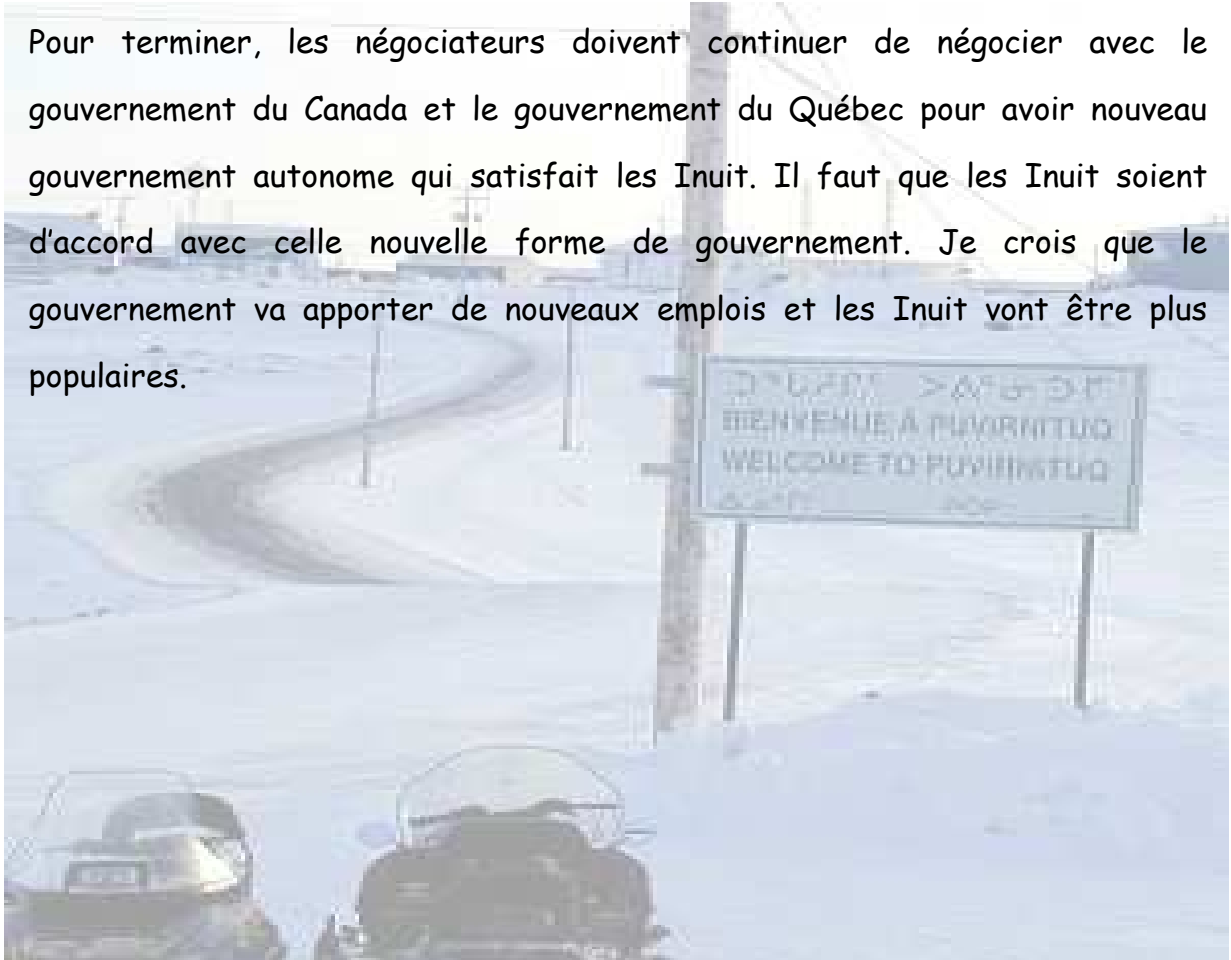 Pour terminer, les négociateurs doivent continuer de négocier avec le
gouvernement du Canada et le gouvernement du Québec pour avoir nouveau
gouvernement autonome qui satisfait les Inuit. Il faut que les Inuit soient
d'accord avec celle nouvelle forme de gouvernement. Je crois que le
gouvernement va apporter de nouveaux emplois et les Inuit vont être plus
populaires.
BIENVENUE À PUVIRNITUQ
WELCOME TO PUVIRNITUQ